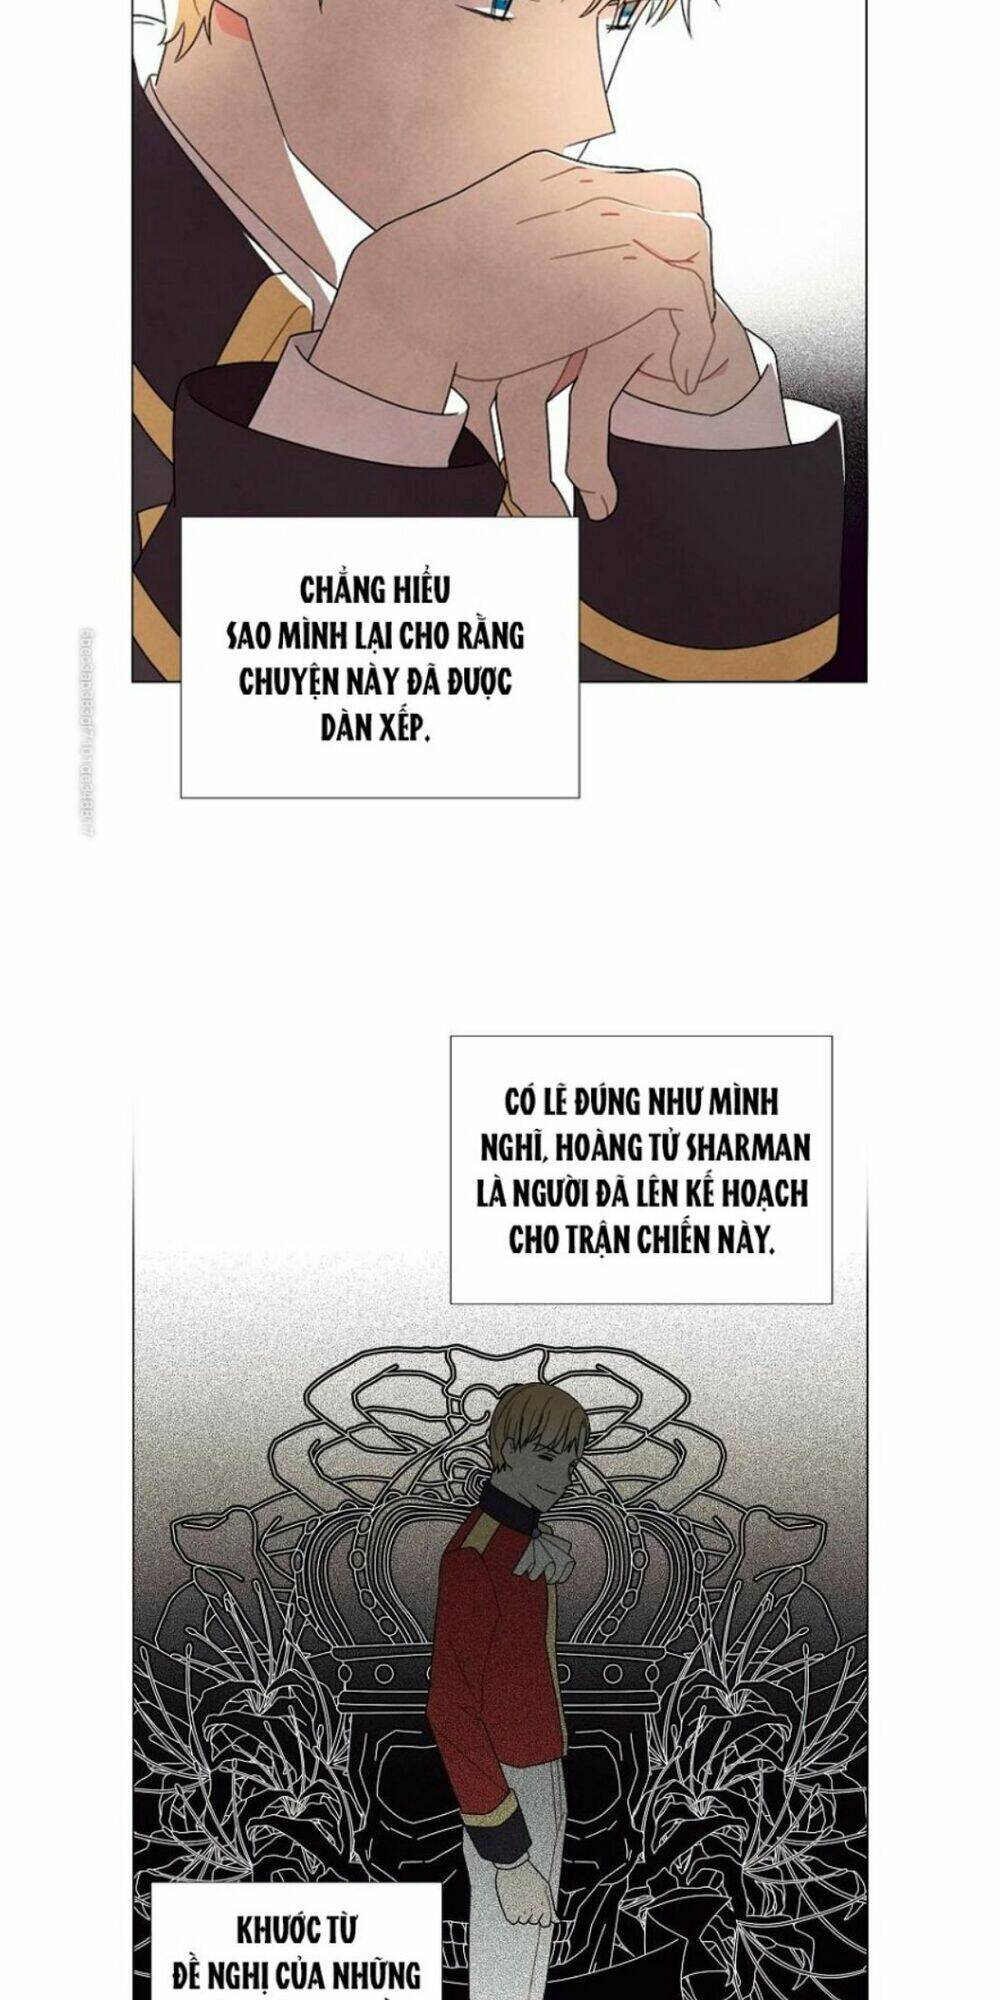 CHẲNG HIỂU
SAO MÌNH LẠI CHO RẰNG
CHUYỆN NÀY ĐÃ ĐƯỢC
DÀN XẾP.
CÓ LẼ ĐÚNG NHƯ MÌNH
NGHĨ, HOÀNG TỬ SHARMAN
LÀ NGƯỜI ĐÃ LÊN KẾ HOẠCH
CHO TRẬN CHIẾN NÀY.
KHƯỚC TỪ
ĐỀ NGHỊ CỦA NHỮNG